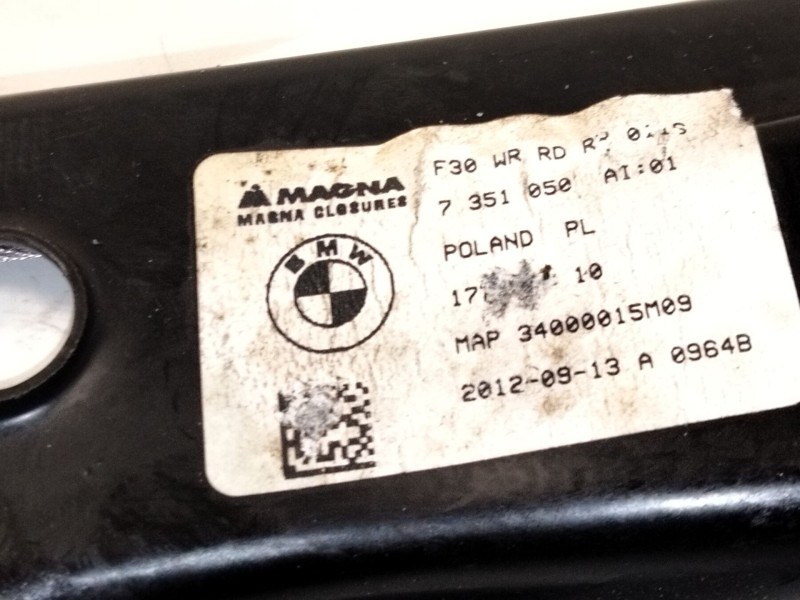 MAGNA
MAGNA CLOSURES
BMW
F30 WR RD
7 351 050 AI:01
POLAND PL
10
MAP 34000015M09
2012-09-13 A 0964B